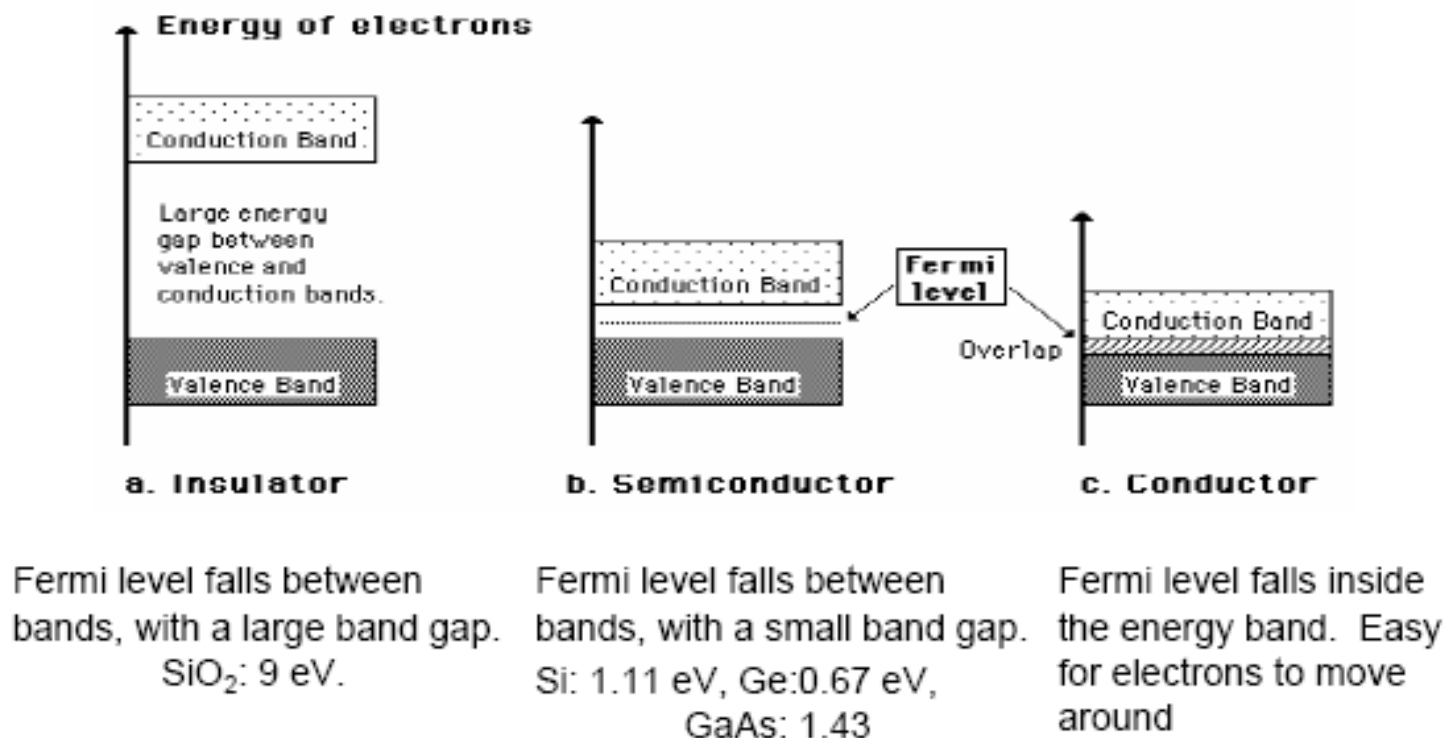 Energy of electrons
Conduction Band
Large energy
gap between
valence and
conduction bands.
Valence Band
a. Insulator
Conduction Band
Valence Band
b. Semiconductor
Fermi
level
Conduction Band
Overlap
Valence Band
c. Conductor
Fermi level falls between
bands, with a large band gap.
SiO₂: 9 eV.
Fermi level falls between
bands, with a small band gap.
Si: 1.11 eV, Ge:0.67 eV,
GaAs: 1.43
Fermi level falls inside
the energy band. Easy
for electrons to move
around